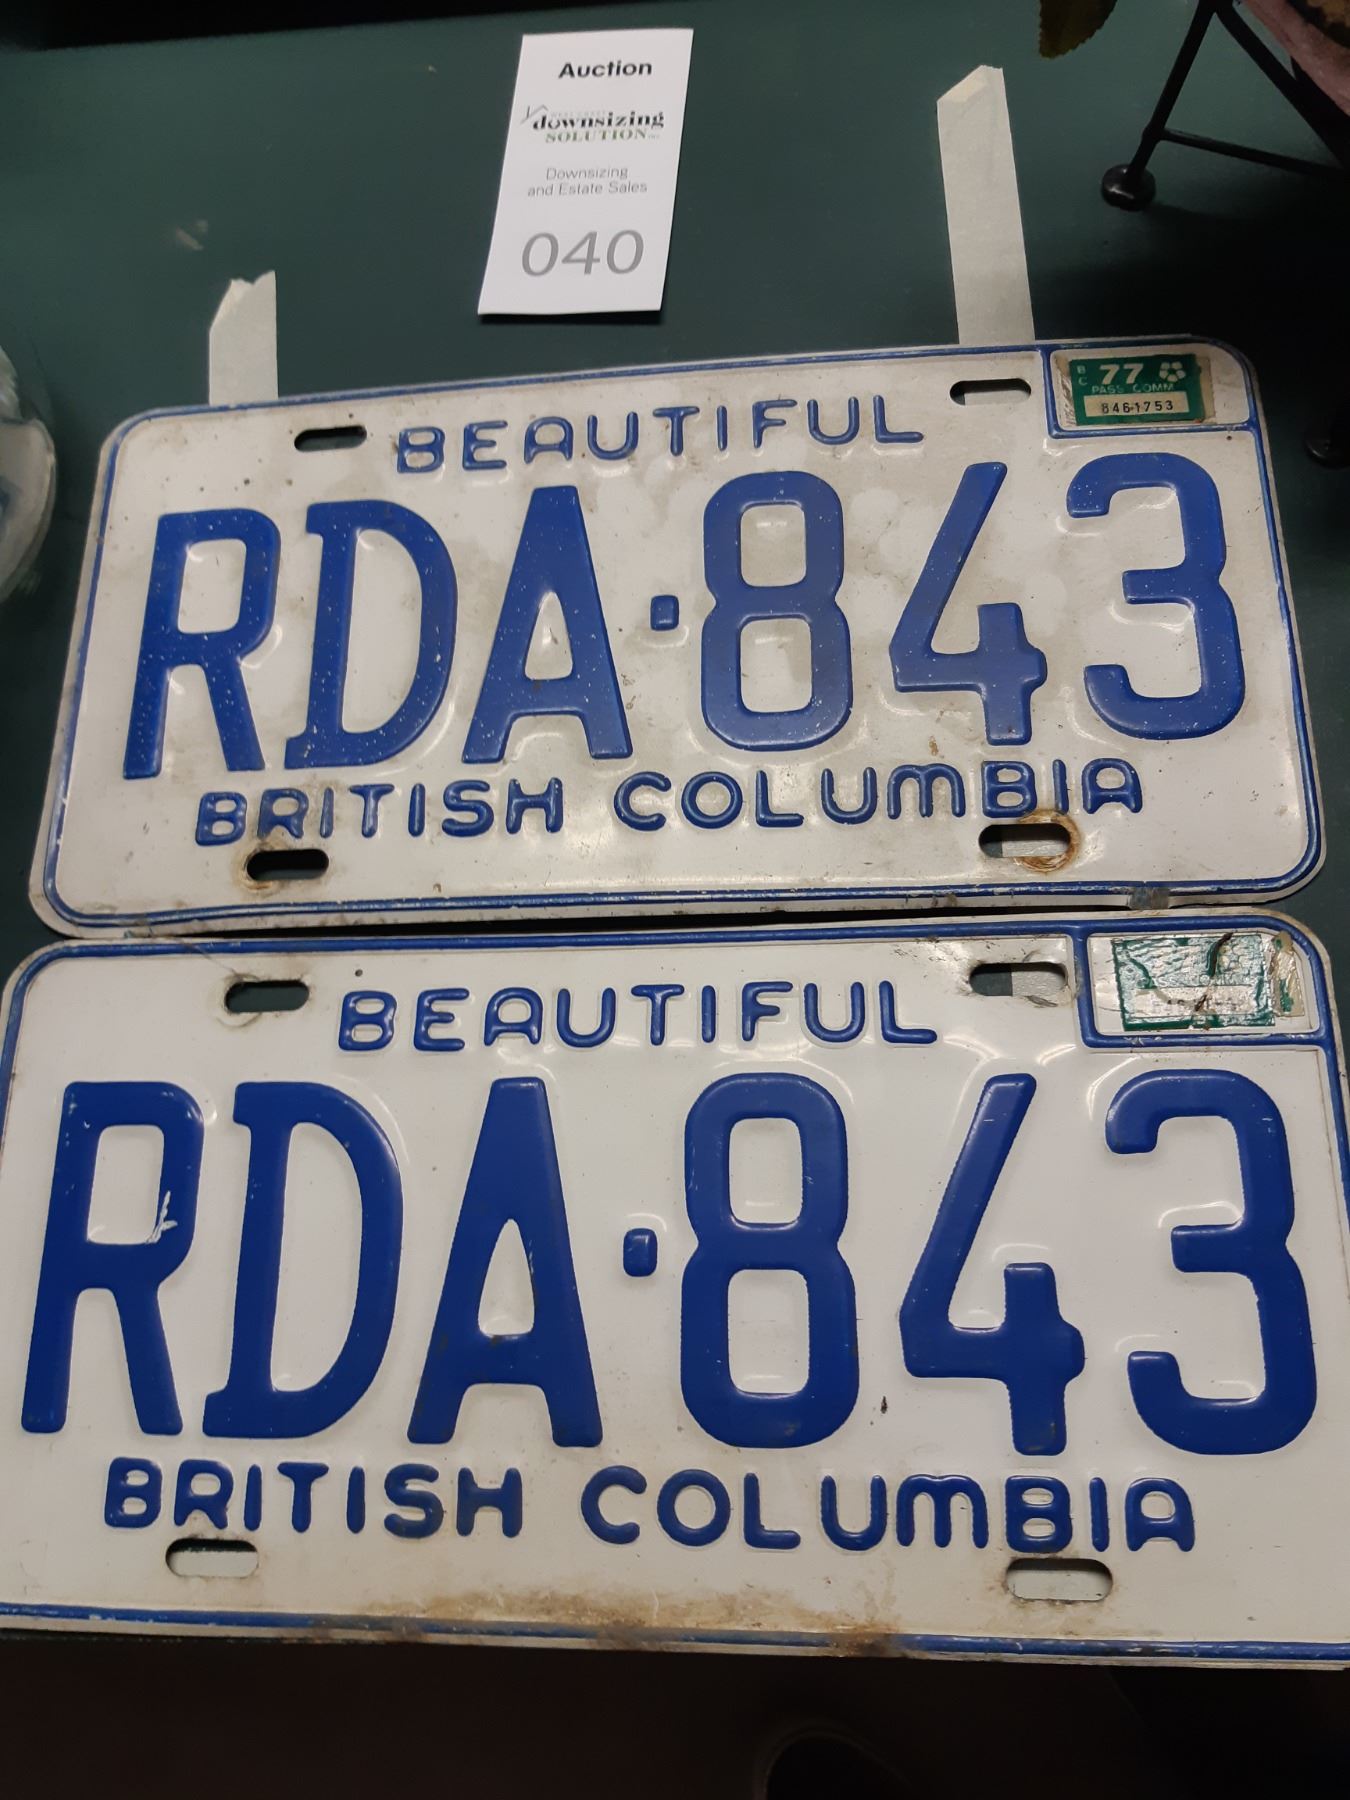 Auction
downsizing
SOLUTION
Downsizing
and Estate Sales
040
BC 77
PASS COMM
8461753
BEAUTIFUL
RDA·843
BRITISH COLUMBIA
BEAUTIFUL
RDA·843
BRITISH COLUMBIA